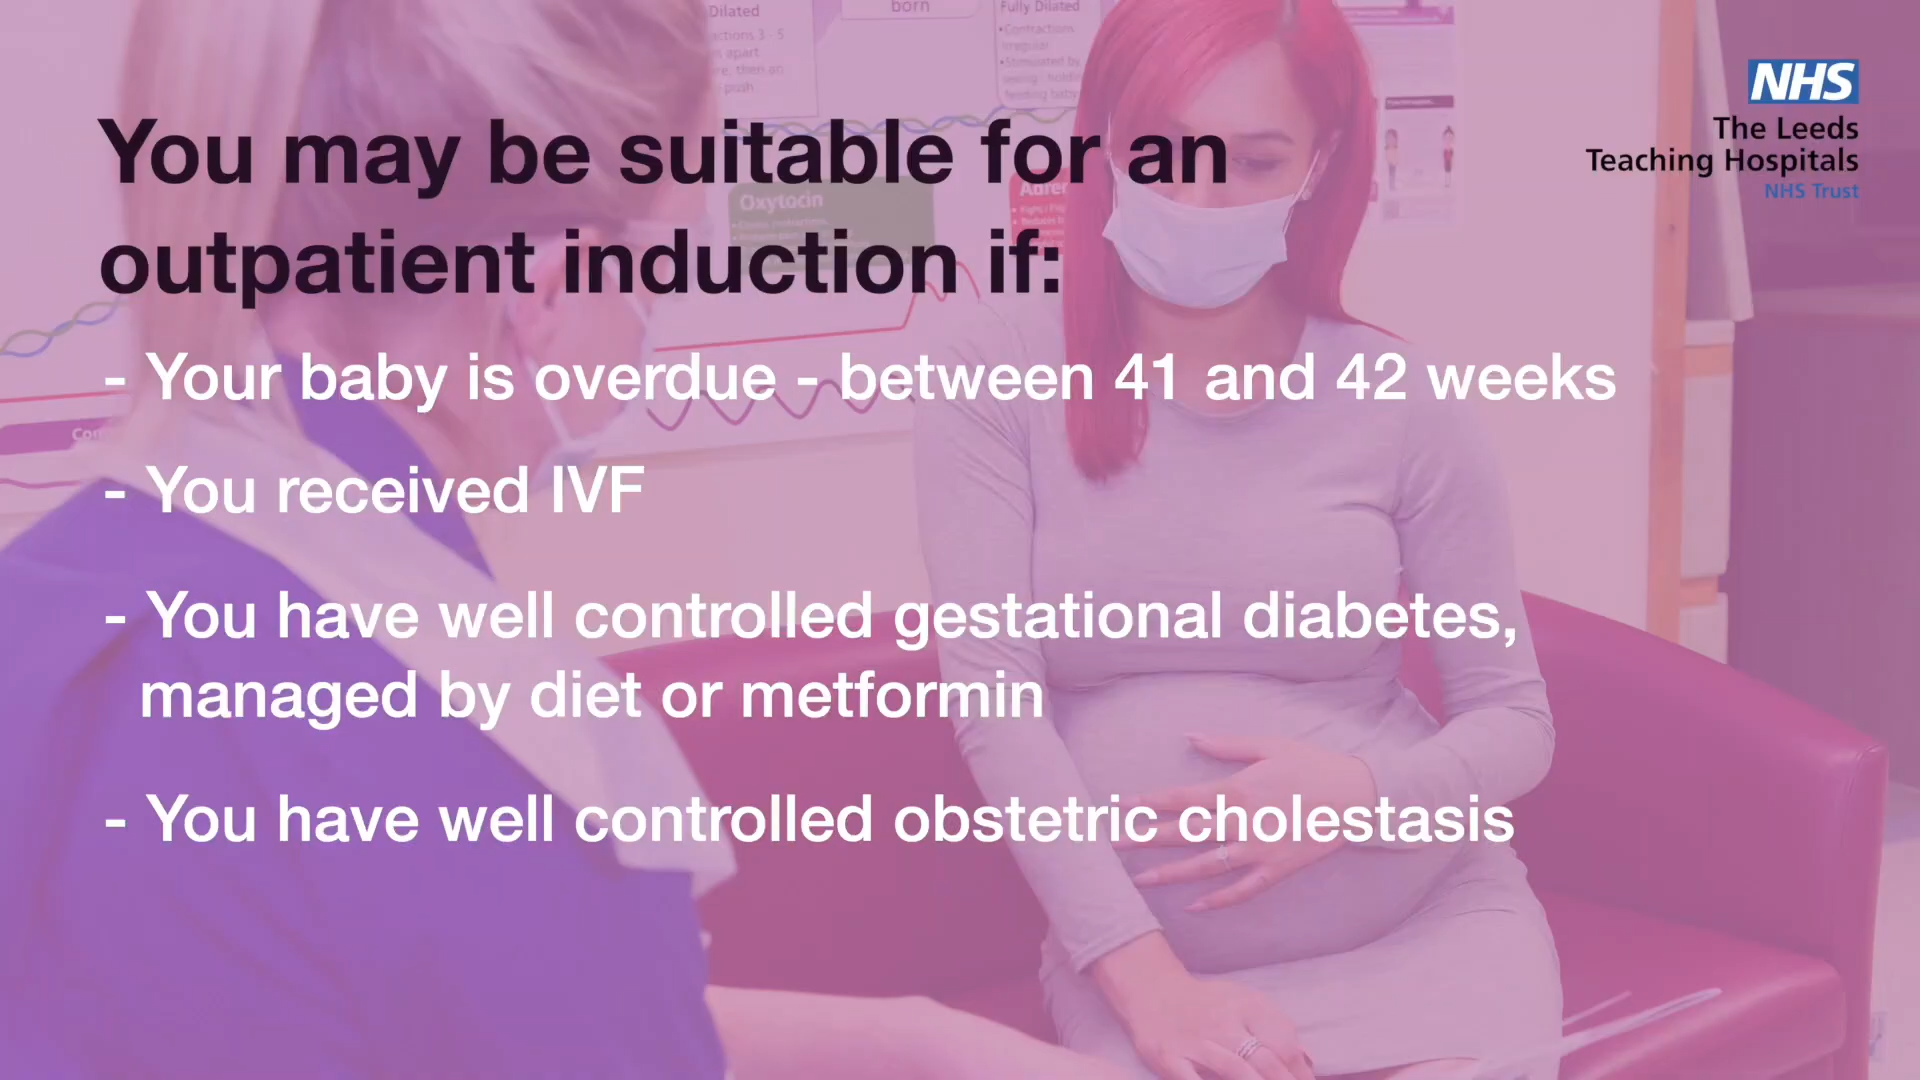 Dilated
born
Fully Dilated
NHS
The Leeds
Teaching Hospitals
NHS Trust
You may be suitable for an
outpatient induction if:
Oxytocin
- Your baby is overdue - between 41 and 42 weeks
- You received IVF
- You have well controlled gestational diabetes,
managed by diet or metformin
- You have well controlled obstetric cholestasis